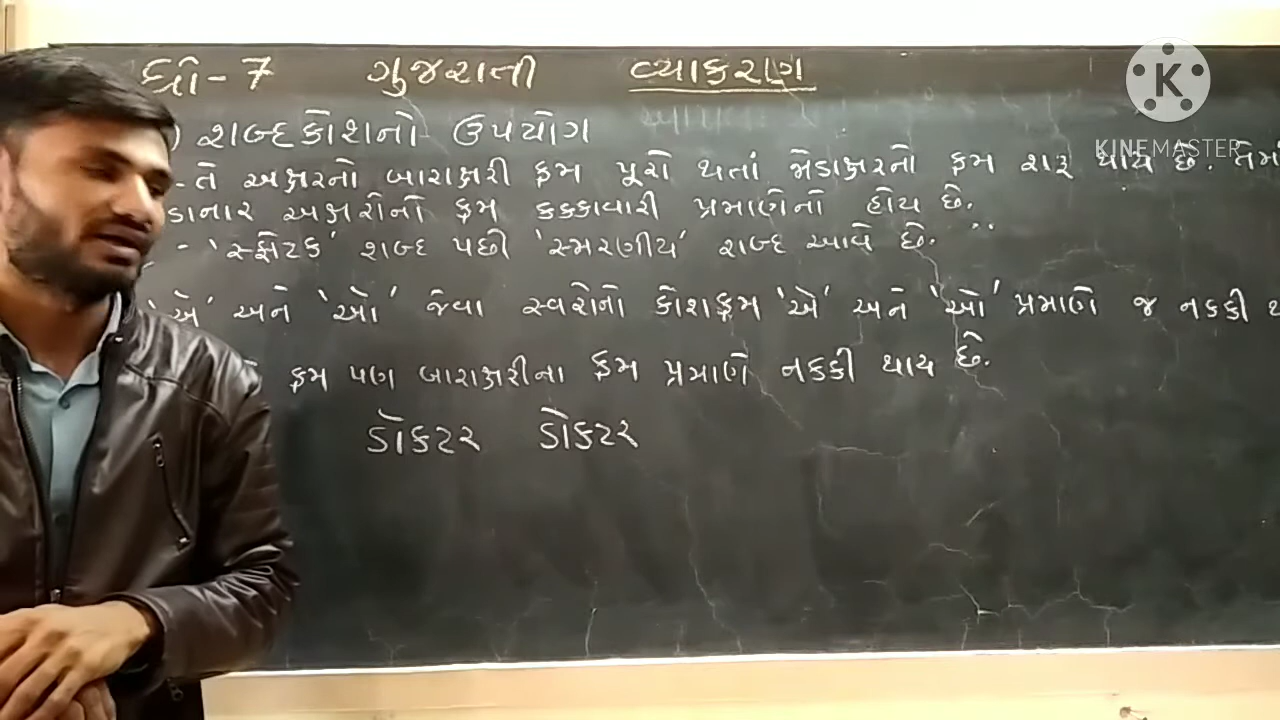 ધો-7 ગુજરાતી વ્યાકરણ
) શબ્દકોશનો ઉપયોગ
- તે અક્ષરનો બારાક્ષરી ક્રમ પૂરો થતાં જોડાક્ષરનો ક્રમ શરૂ થાય છે. તેમાં
ડાનાર અક્ષરોનો ક્રમ કક્કાવારી પ્રમાણેનો હોય છે.
- 'સ્ફોટક' શબ્દ પછી 'સ્મરણીય' શબ્દ આવે છે.
'ઍ' અને 'ઑ' જેવા સ્વરોનો કોશક્રમ 'એ' અને 'ઓ' પ્રમાણે જ નક્કી થ
ક્રમ પણ બારાક્ષરીના ક્રમ પ્રમાણે નક્કી થાય છે.
ડૉક્ટર ડોક્ટર
K
KINEMASTER